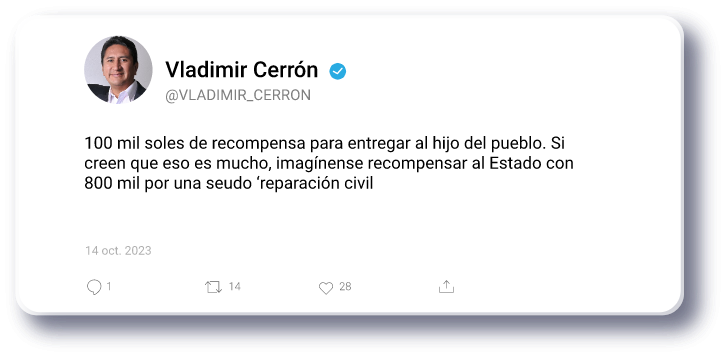 Vladimir Cerrón
@VLADIMIR_CERRON
100 mil soles de recompensa para entregar al hijo del pueblo. Si
creen que eso es mucho, imagínense recompensar al Estado con
800 mil por una seudo ‘reparación civil
14 oct. 2023
1 14 28